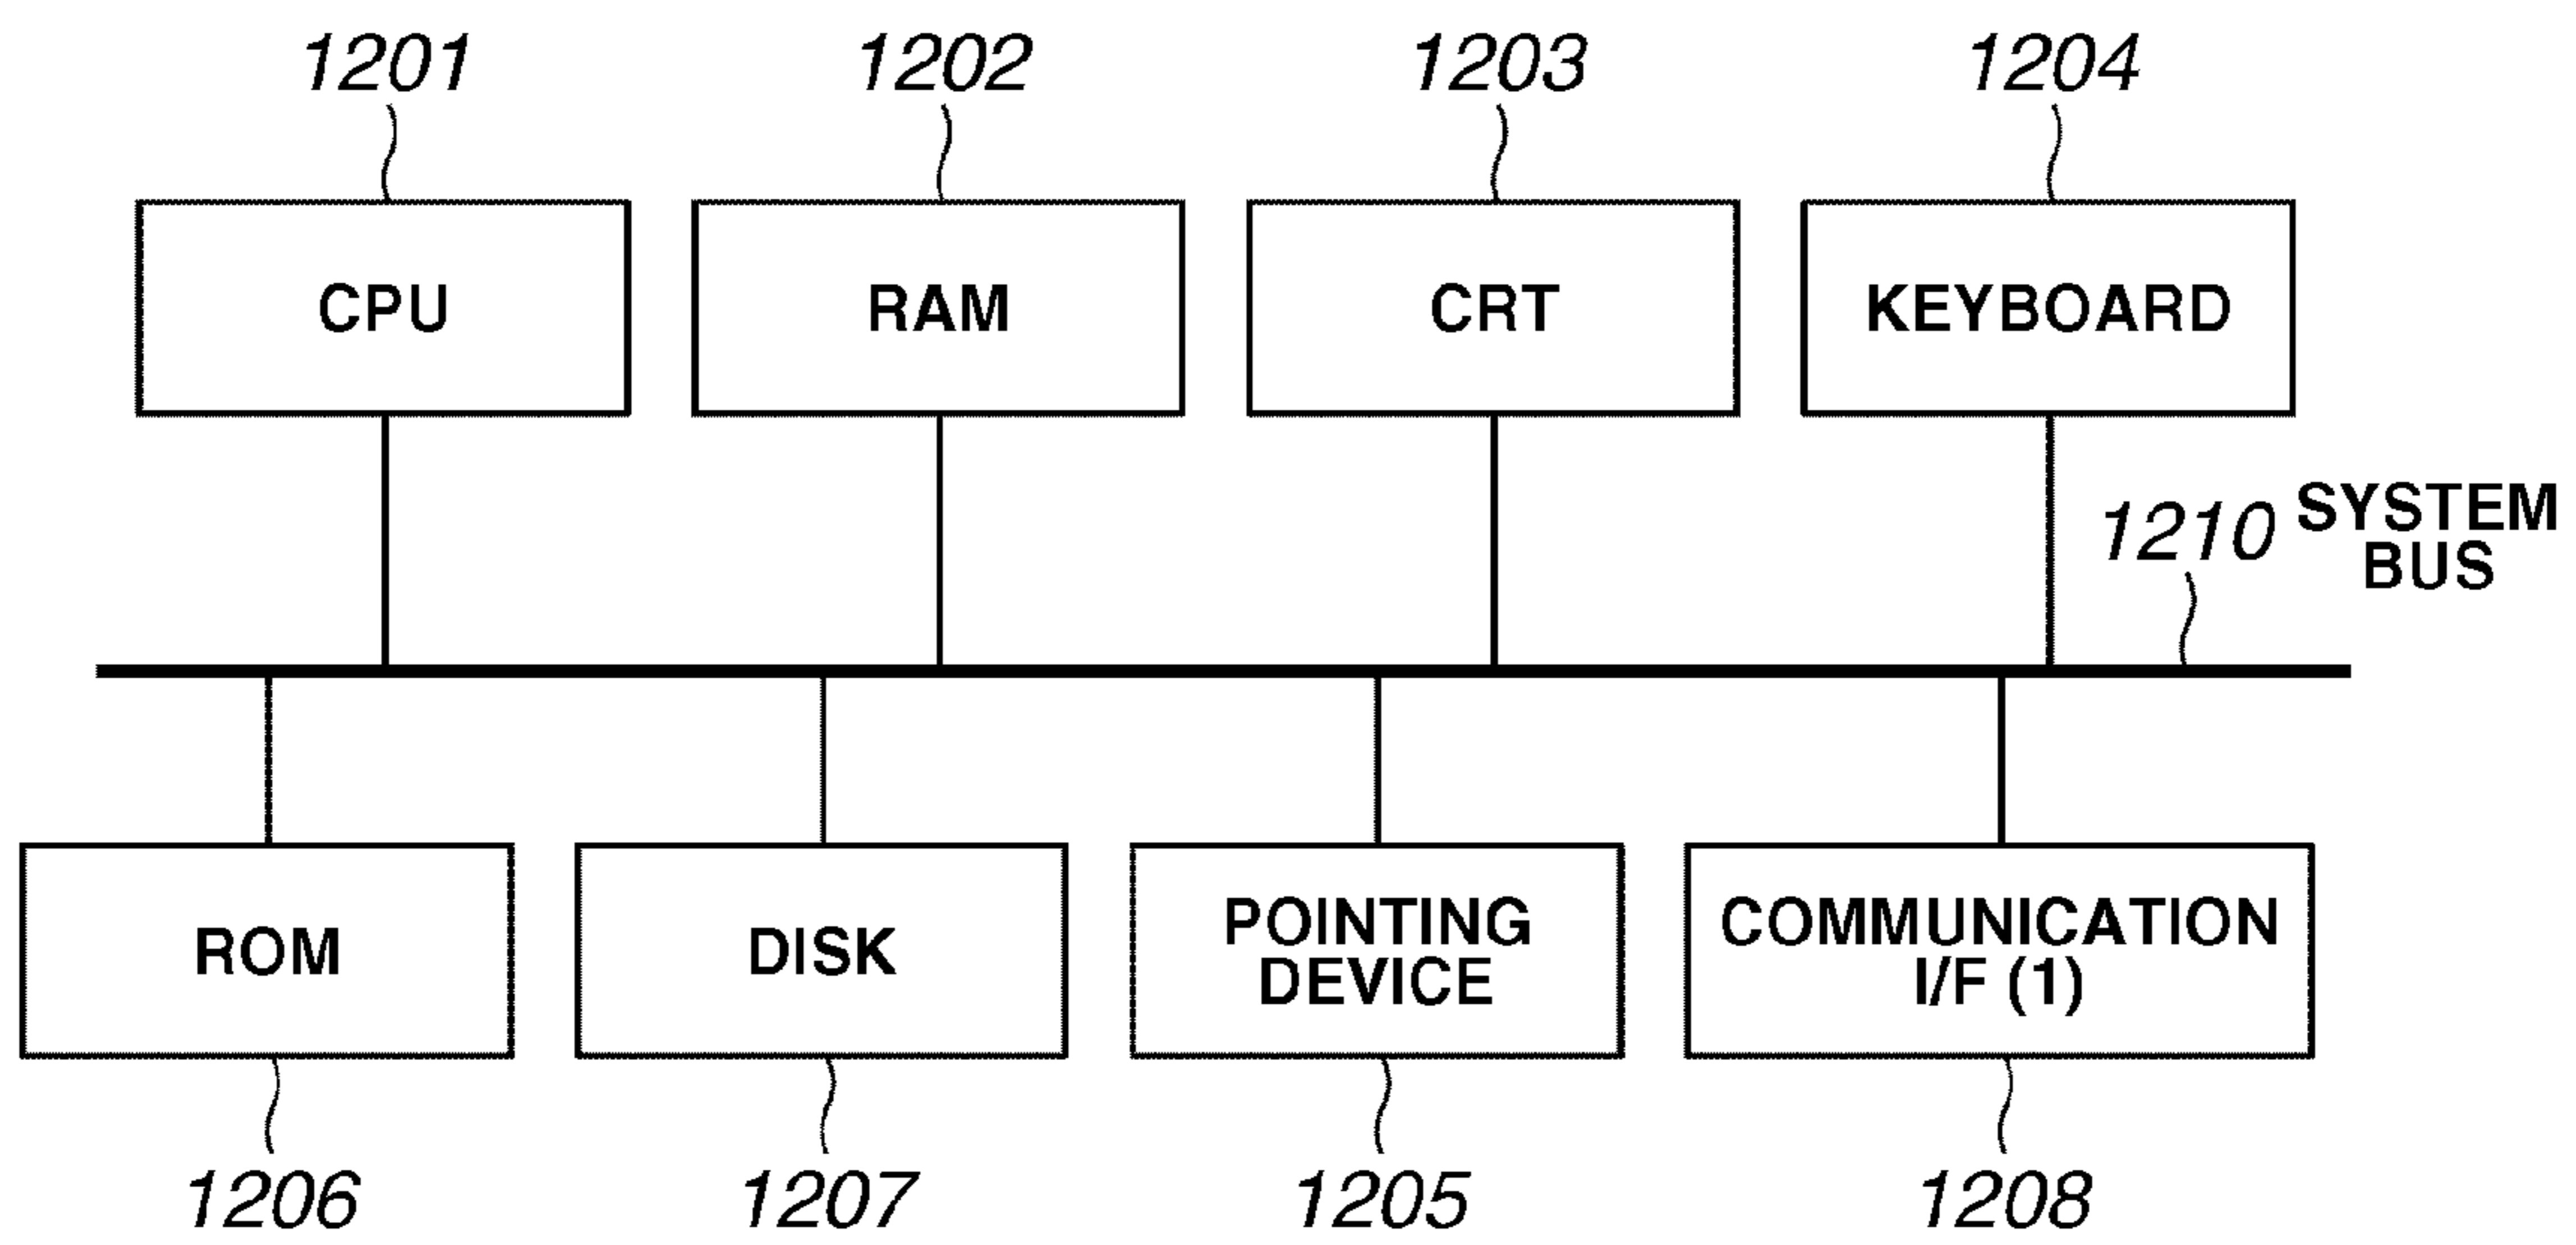 1201 1202 1203 1204
CPU RAM CRT KEYBOARD
1210 SYSTEM
BUS
ROM DISK POINTING
DEVICE COMMUNICATION
I/F (1)
1206 1207 1205 1208